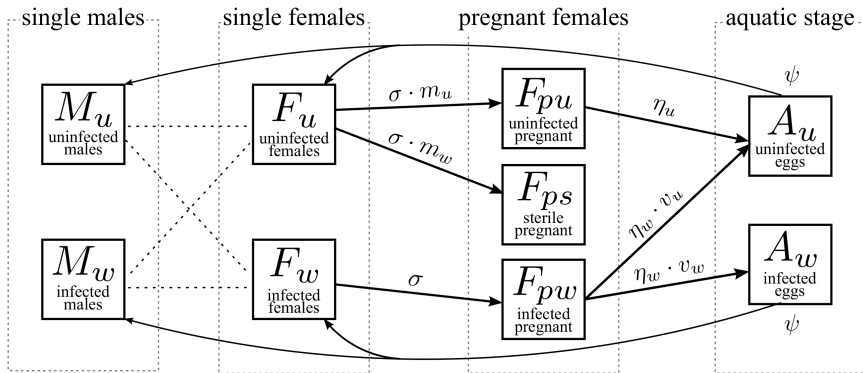 single males
single females
pregnant females
aquatic stage
ψ
M_u
uninfected
males
F_u
uninfected
females
σ · m_u
σ · m_w
F_pu
uninfected
pregnant
η_u
A_u
uninfected
eggs
F_ps
sterile
pregnant
η_w · v_u
M_w
infected
males
F_w
infected
females
σ
F_pw
infected
pregnant
η_w · v_w
A_w
infected
eggs
ψ